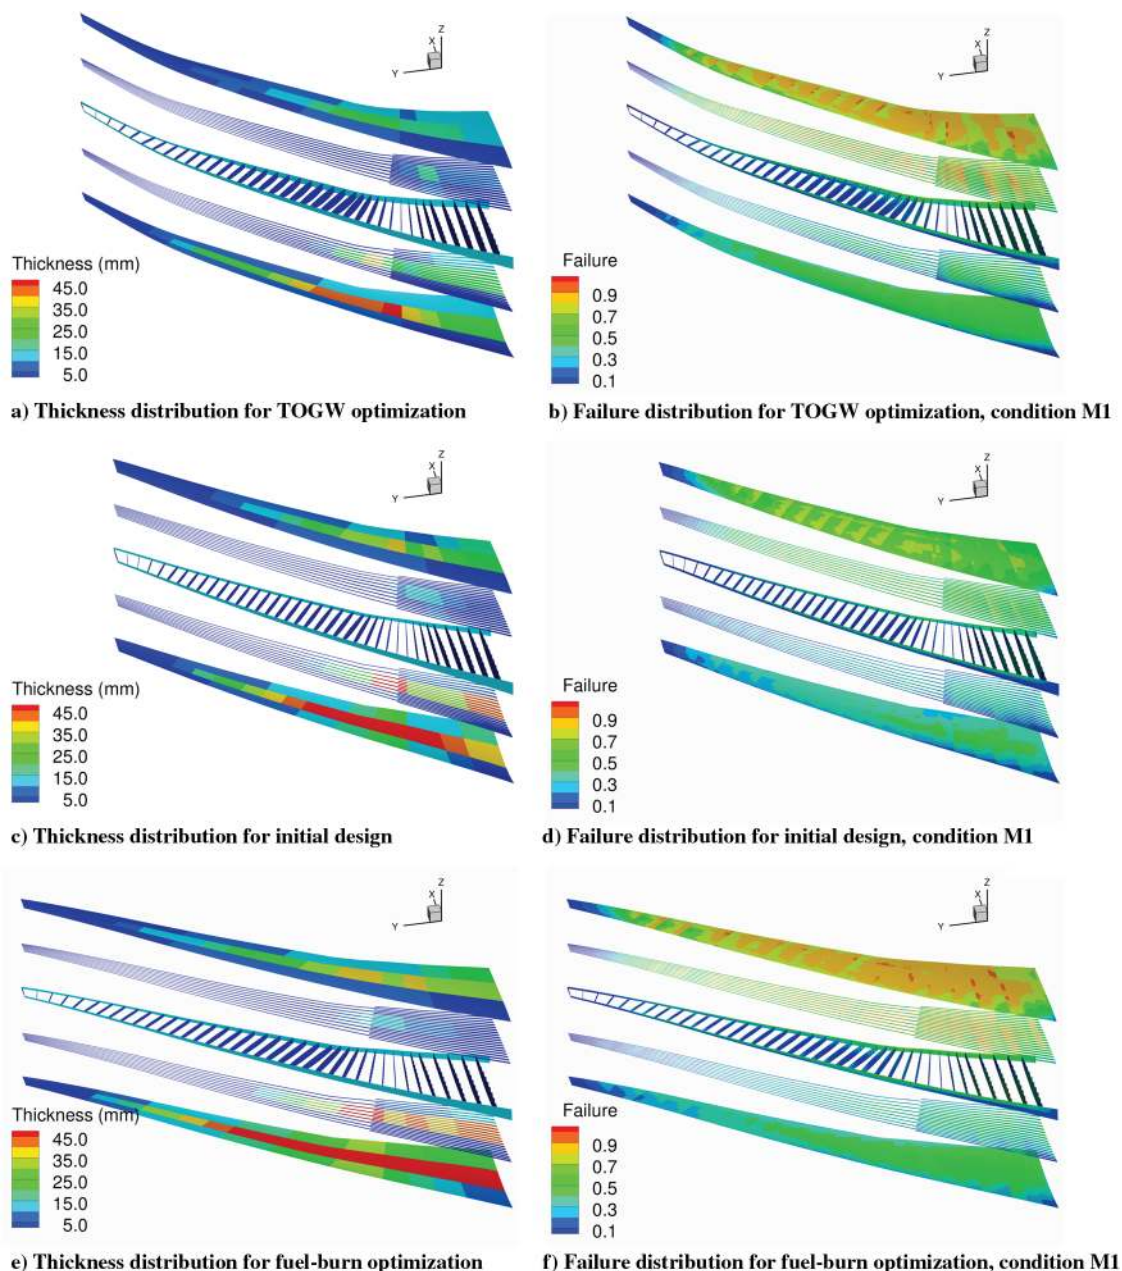 X Z
Y
Thickness (mm)
45.0
35.0
25.0
15.0
5.0
a) Thickness distribution for TOGW optimization
X Z
Y
Failure
0.9
0.7
0.5
0.3
0.1
b) Failure distribution for TOGW optimization, condition M1
X Z
Y
Thickness (mm)
45.0
35.0
25.0
15.0
5.0
c) Thickness distribution for initial design
X Z
Y
Failure
0.9
0.7
0.5
0.3
0.1
d) Failure distribution for initial design, condition M1
X Z
Y
Thickness (mm)
45.0
35.0
25.0
15.0
5.0
e) Thickness distribution for fuel-burn optimization
X Z
Y
Failure
0.9
0.7
0.5
0.3
0.1
f) Failure distribution for fuel-burn optimization, condition M1